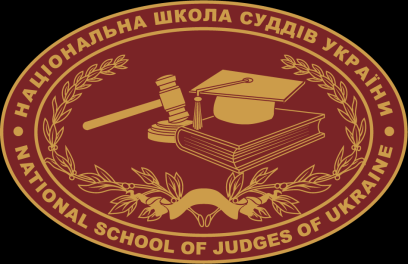 НАЦІОНАЛЬНА ШКОЛА СУДДІВ УКРАЇНИ
NATIONAL SCHOOL OF JUDGES OF UKRAINE